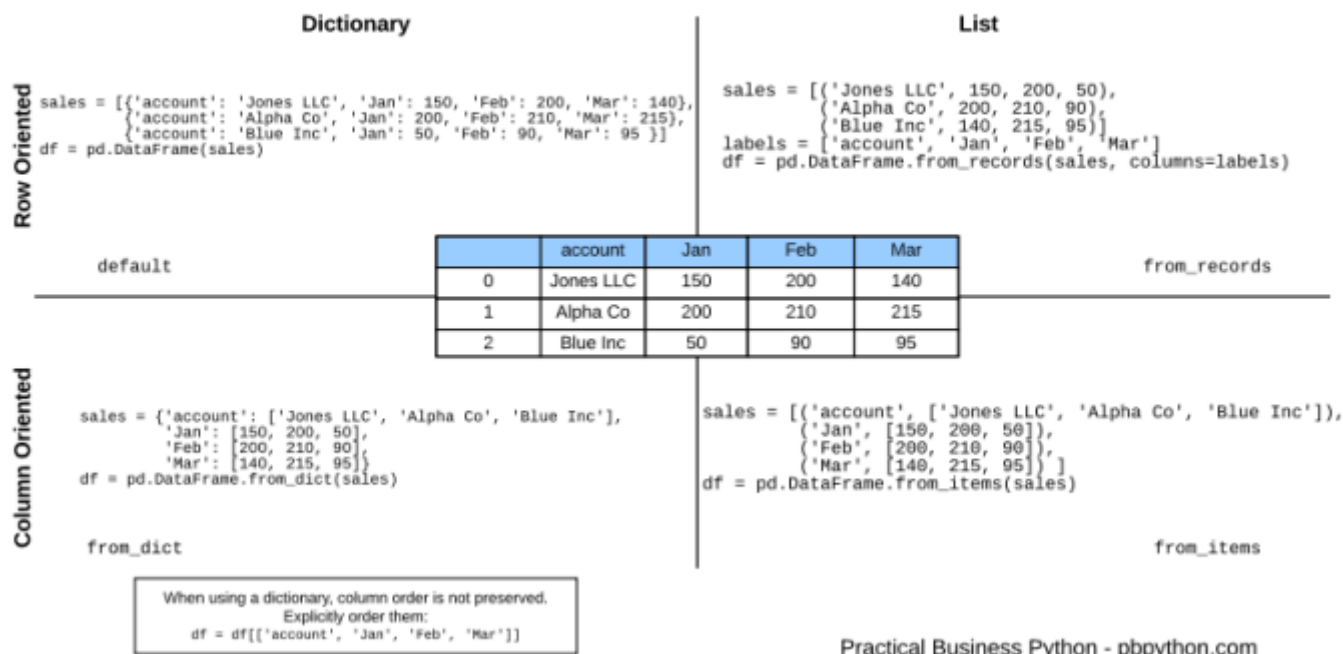 Dictionary
List
Row Oriented
sales = [{'account': 'Jones LLC', 'Jan': 150, 'Feb': 200, 'Mar': 140},
{'account': 'Alpha Co', 'Jan': 200, 'Feb': 210, 'Mar': 215},
{'account': 'Blue Inc', 'Jan': 50, 'Feb': 90, 'Mar': 95 }]
df = pd.DataFrame(sales)
default
sales = [('Jones LLC', 150, 200, 50),
('Alpha Co', 200, 210, 90),
('Blue Inc', 140, 215, 95)]
labels = ['account', 'Jan', 'Feb', 'Mar']
df = pd.DataFrame.from_records(sales, columns=labels)
from_records
account Jan Feb Mar
0 Jones LLC 150 200 140
1 Alpha Co 200 210 215
2 Blue Inc 50 90 95
Column Oriented
sales = {'account': ['Jones LLC', 'Alpha Co', 'Blue Inc'],
'Jan': [150, 200, 50],
'Feb': [200, 210, 90],
'Mar': [140, 215, 95]}
df = pd.DataFrame.from_dict(sales)
from_dict
sales = [('account', ['Jones LLC', 'Alpha Co', 'Blue Inc']),
('Jan', [150, 200, 50]),
('Feb', [200, 210, 90]),
('Mar', [140, 215, 95]) ]
df = pd.DataFrame.from_items(sales)
from_items
When using a dictionary, column order is not preserved.
Explicitly order them:
df = df[['account', 'Jan', 'Feb', 'Mar']]
Practical Business Python - pbpython.com